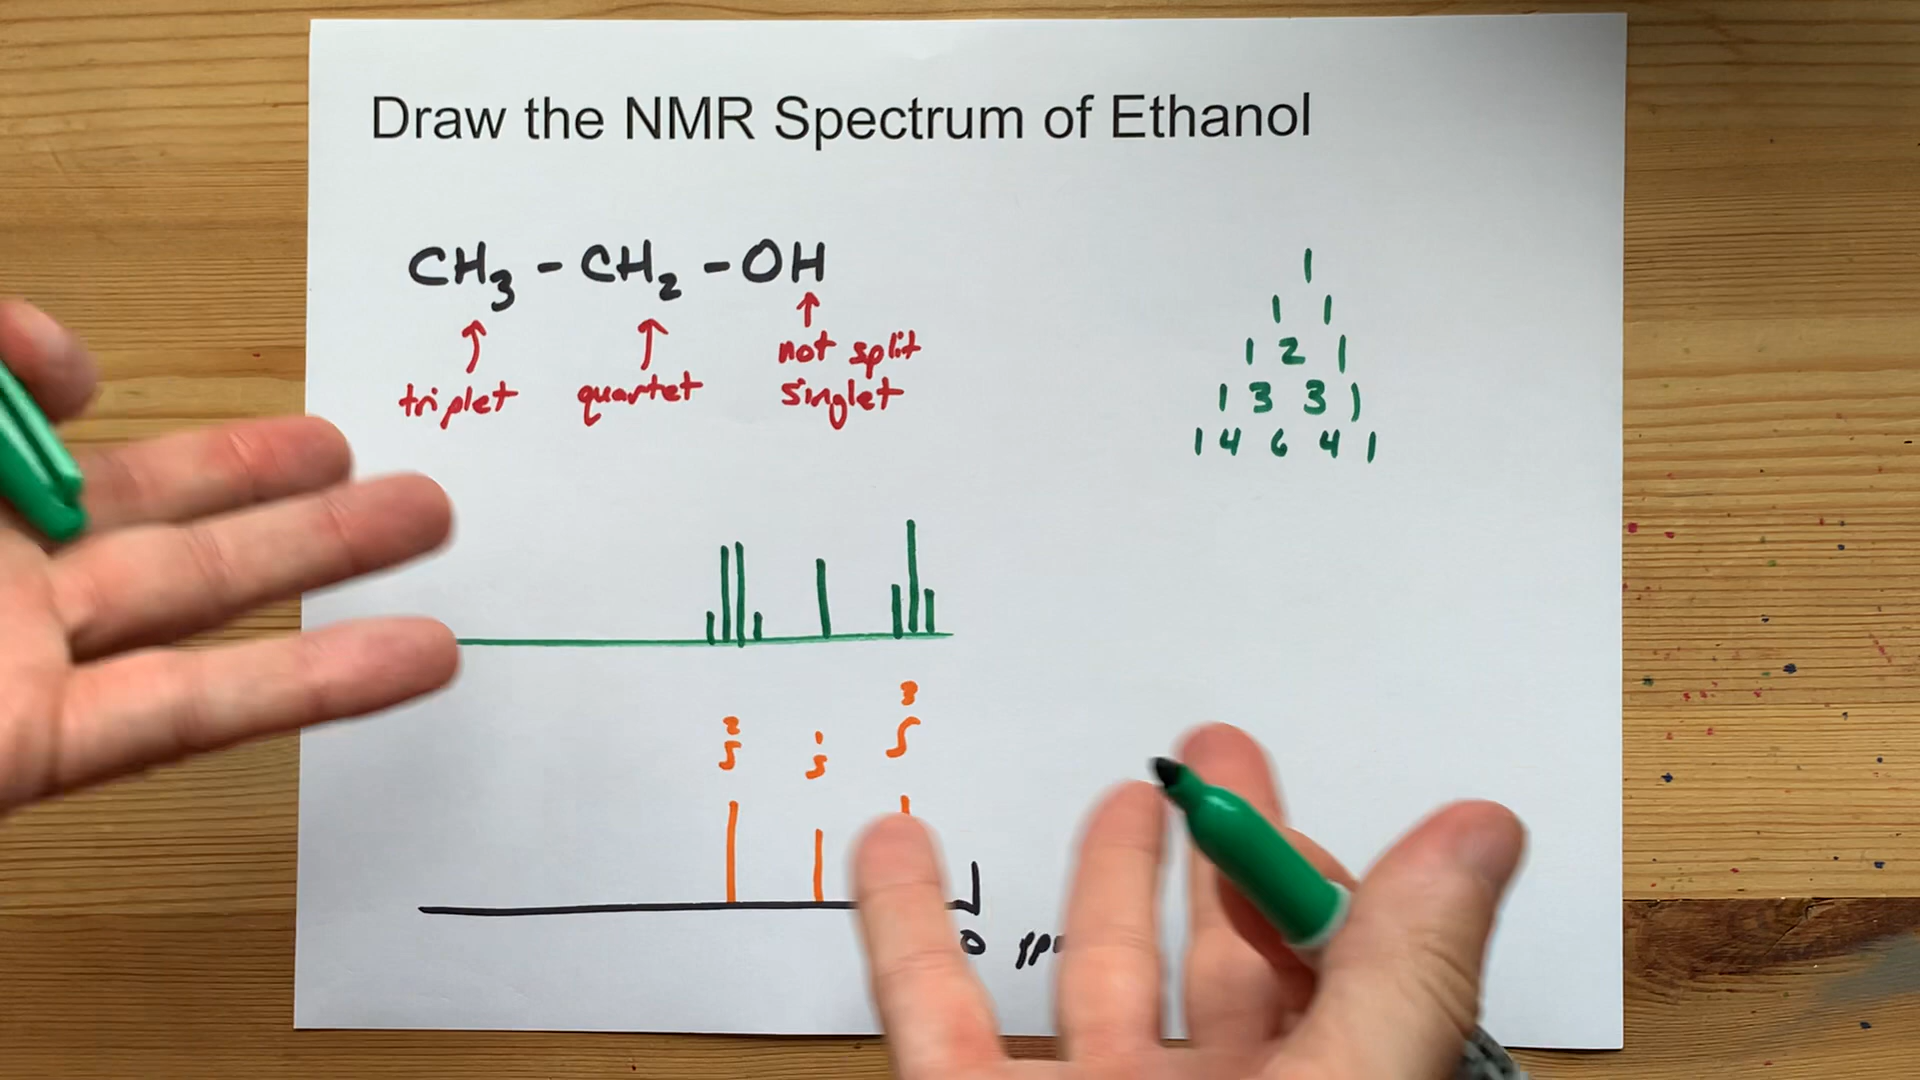 Draw the NMR Spectrum of Ethanol
CH₃ - CH₂ - OH
↑ ↑ ↑
triplet quartet not split
singlet
1
1 1
1 2 1
1 3 3 1
1 4 6 4 1
2 1 3
∫ ∫ ∫
0